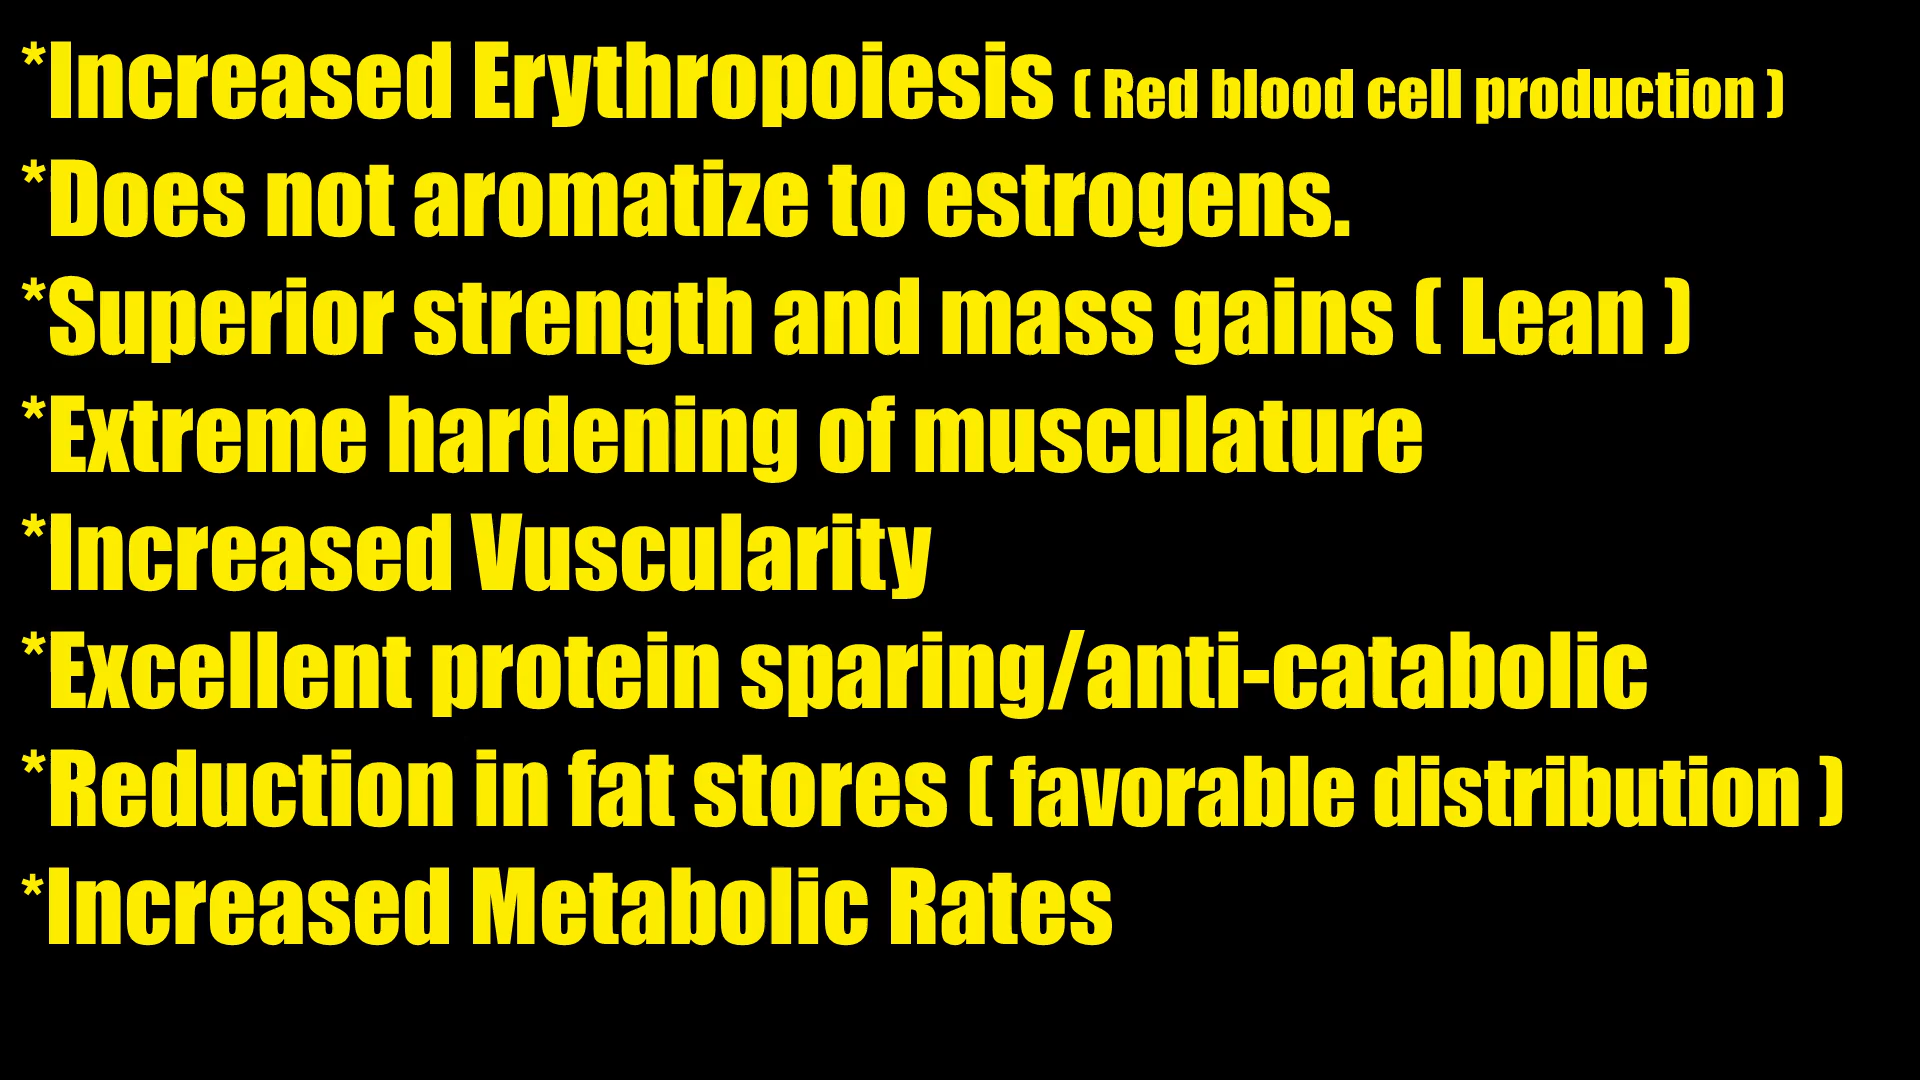 *Increased Erythropoiesis ( Red blood cell production )
*Does not aromatize to estrogens.
*Superior strength and mass gains ( Lean )
*Extreme hardening of musculature
*Increased Vuscularity
*Excellent protein sparing/anti-catabolic
*Reduction in fat stores ( favorable distribution )
*Increased Metabolic Rates